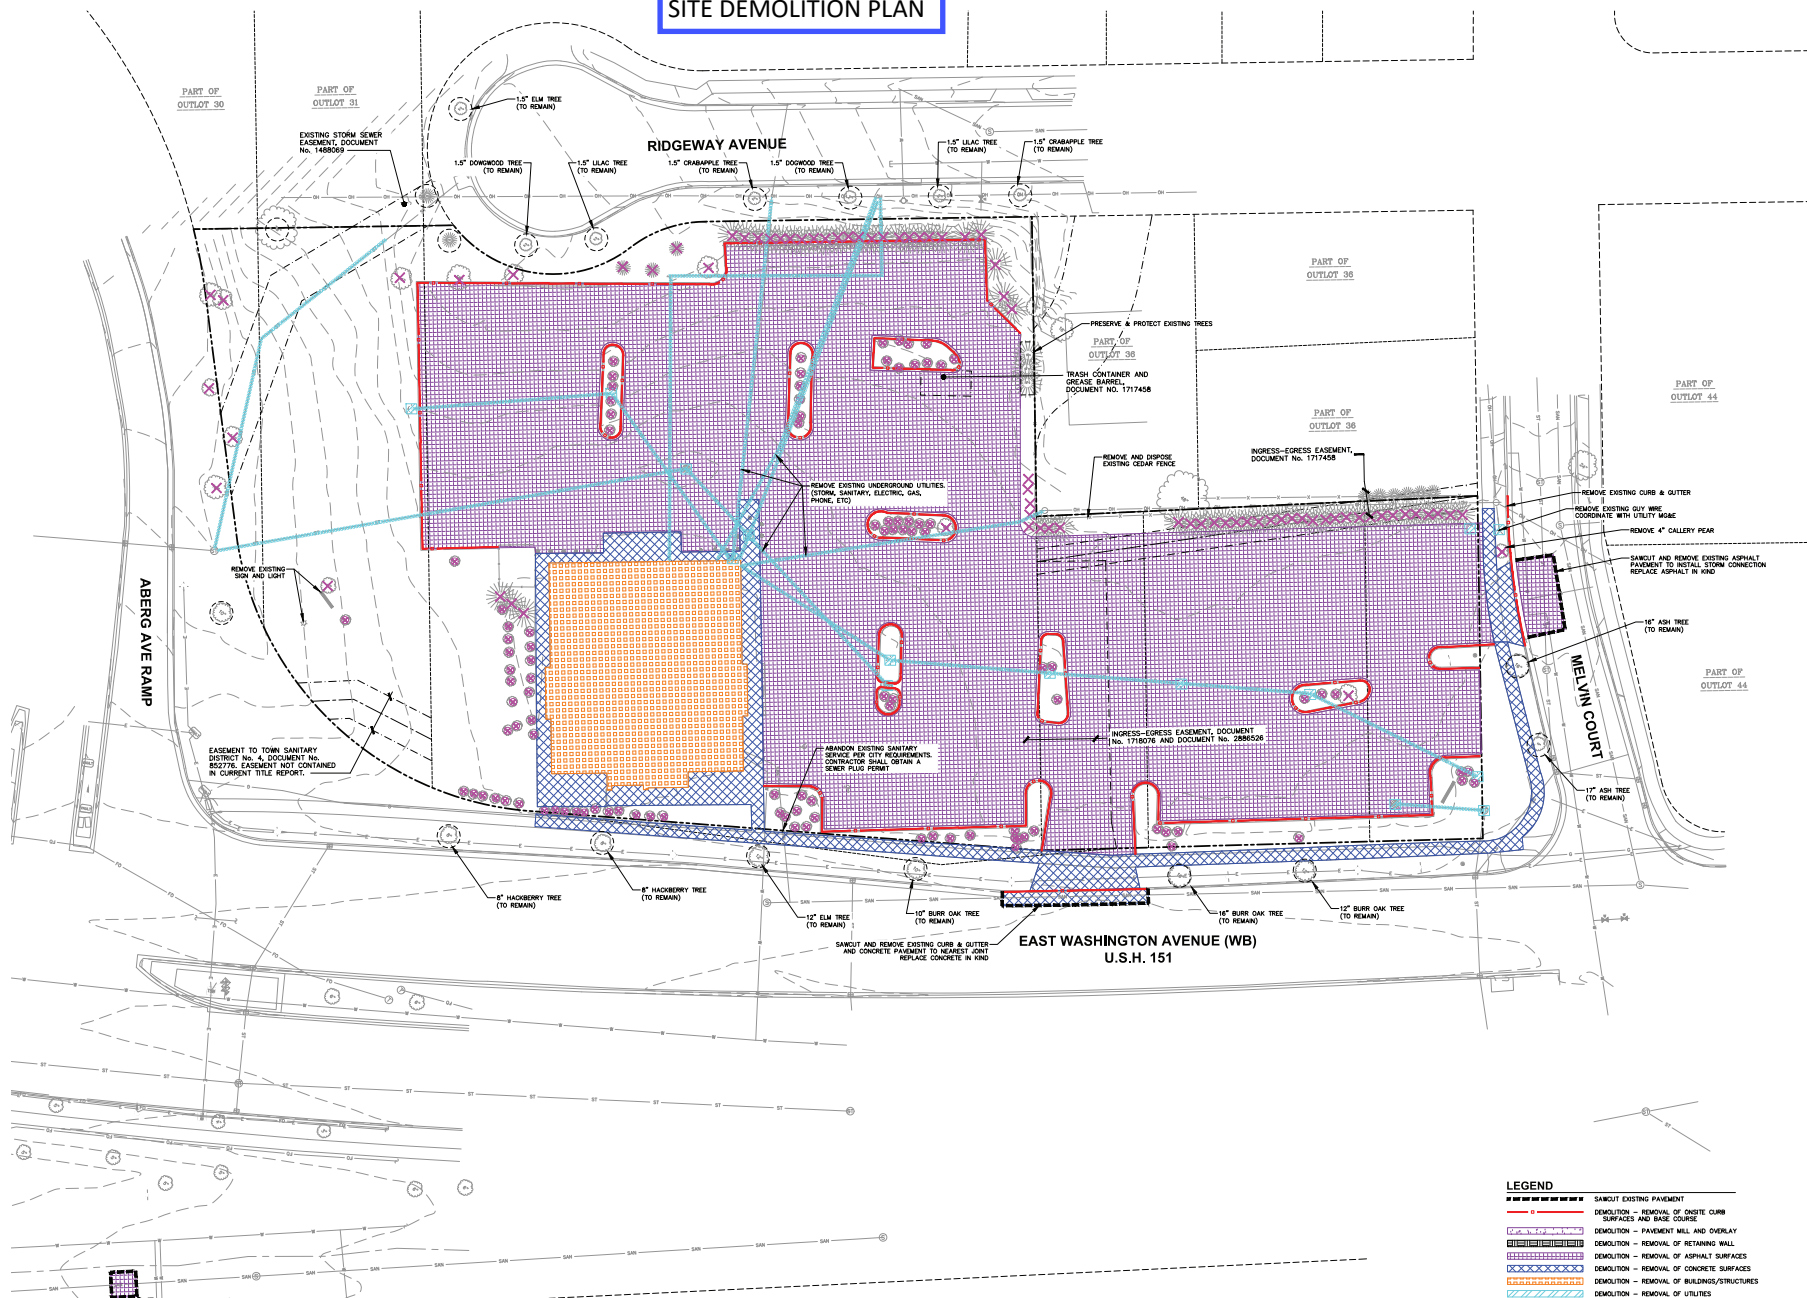 SITE DEMOLITION PLAN
PART OF
OUTLOT 30
PART OF
OUTLOT 31
1.5" ELM TREE
(TO REMAIN)
EXISTING STORM SEWER
EASEMENT, DOCUMENT
No. 1488069
RIDGEWAY AVENUE
1.5" DOWGWOOD TREE
(TO REMAIN)
1.5" LILAC TREE
(TO REMAIN)
1.5" CRABAPPLE TREE
(TO REMAIN)
1.5" DOGWOOD TREE
(TO REMAIN)
1.5" LILAC TREE
(TO REMAIN)
1.5" CRABAPPLE TREE
(TO REMAIN)
PART OF
OUTLOT 36
PRESERVE & PROTECT EXISTING TREES
PART OF
OUTLOT 36
TRASH CONTAINER AND
GREASE BARREL,
DOCUMENT NO. 1717458
PART OF
OUTLOT 44
PART OF
OUTLOT 36
REMOVE AND DISPOSE
EXISTING CEDAR FENCE
INGRESS-EGRESS EASEMENT,
DOCUMENT No. 1717458
REMOVE EXISTING UNDERGROUND UTILITIES.
(STORM, SANITARY, ELECTRIC, GAS,
PHONE, ETC)
REMOVE EXISTING CURB & GUTTER
REMOVE EXISTING GUY WIRE
COORDINATE WITH UTILITY MG&E
REMOVE 4" CALLERY PEAR
SAWCUT AND REMOVE EXISTING ASPHALT
PAVEMENT TO INSTALL STORM CONNECTION
REPLACE ASPHALT IN KIND
REMOVE EXISTING
SIGN AND LIGHT
ABERG AVE RAMP
16" ASH TREE
(TO REMAIN)
PART OF
OUTLOT 44
MELVIN COURT
EASEMENT TO TOWN SANITARY
DISTRICT No. 4, DOCUMENT No.
852776. EASEMENT NOT CONTAINED
IN CURRENT TITLE REPORT.
ABANDON EXISTING SANITARY
SERVICE PER CITY REQUIREMENTS.
CONTRACTOR SHALL OBTAIN A
SEWER PLUG PERMIT
INGRESS-EGRESS EASEMENT, DOCUMENT
No. 1718076 AND DOCUMENT No. 2886526
17" ASH TREE
(TO REMAIN)
8" HACKBERRY TREE
(TO REMAIN)
8" HACKBERRY TREE
(TO REMAIN)
12" ELM TREE
(TO REMAIN)
10" BURR OAK TREE
(TO REMAIN)
16" BURR OAK TREE
(TO REMAIN)
12" BURR OAK TREE
(TO REMAIN)
SAWCUT AND REMOVE EXISTING CURB & GUTTER
AND CONCRETE PAVEMENT TO NEAREST JOINT
REPLACE CONCRETE IN KIND
EAST WASHINGTON AVENUE (WB)
U.S.H. 151
LEGEND
SAWCUT EXISTING PAVEMENT
DEMOLITION - REMOVAL OF ONSITE CURB
SURFACES AND BASE COURSE
DEMOLITION - PAVEMENT MILL AND OVERLAY
DEMOLITION - REMOVAL OF RETAINING WALL
DEMOLITION - REMOVAL OF ASPHALT SURFACES
DEMOLITION - REMOVAL OF CONCRETE SURFACES
DEMOLITION - REMOVAL OF BUILDINGS/STRUCTURES
DEMOLITION - REMOVAL OF UTILITIES